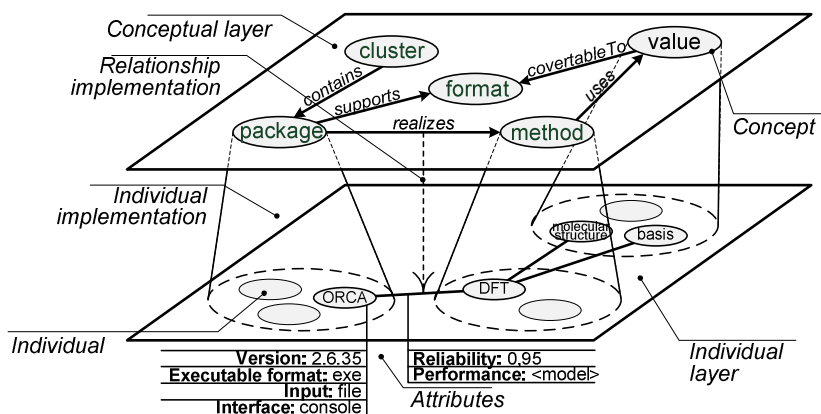 Conceptual layer
Relationship
implementation
cluster
value
covertableTo
contains
format
supports
uses
package
realizes
method
Concept
Individual
implementation
molecular
structure
basis
ORCA
DFT
Individual
Individual
layer
Version: 2.6.35
Executable format: exe
Input: file
Interface: console
Reliability: 0,95
Performance: <model>
Attributes